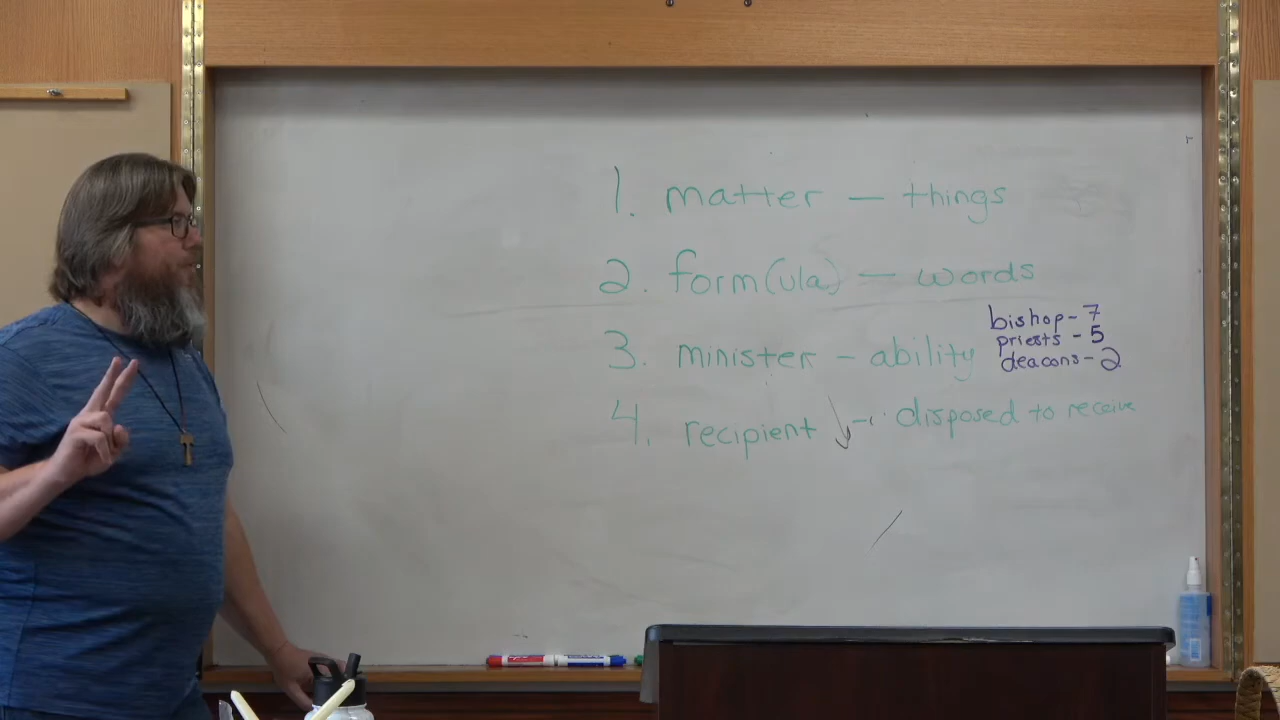 1. matter — things
2. form(ula) — words
bishop - 7
priests - 5
deacons - 2
3. minister - ability
4. recipient - disposed to receive